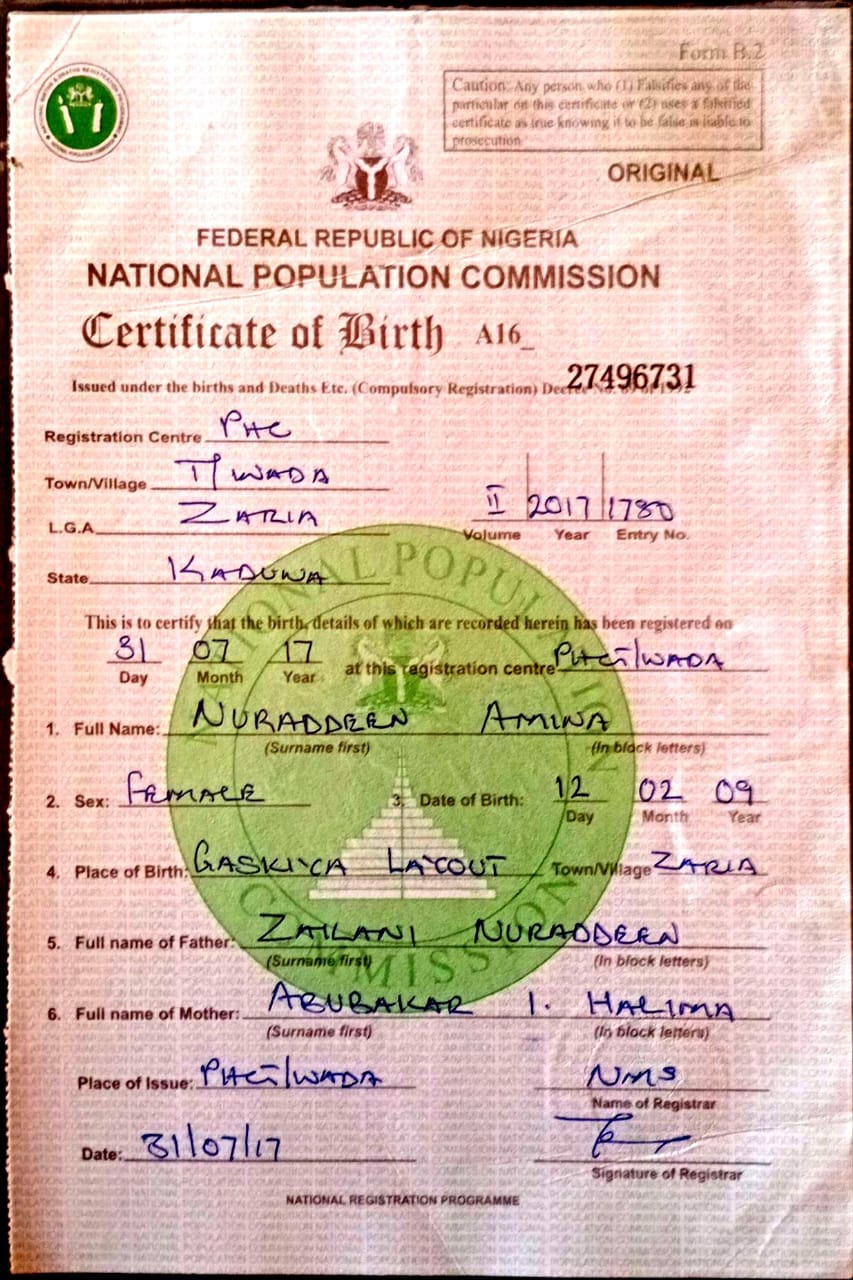 Form B.2
Caution: Any person who (1) Falsifies any of the
particular on this certificate or (2) uses a falsified
certificate as true knowing it to be false is liable to
prosecution
ORIGINAL
FEDERAL REPUBLIC OF NIGERIA
NATIONAL POPULATION COMMISSION
Certificate of Birth A16_
27496731
Issued under the births and Deaths Etc. (Compulsory Registration)
Registration Centre PHC
Town/Village T/WADA
L.G.A ZARIA
II 2017 1780
Volume Year Entry No.
State KADUNA
This is to certify that the birth, details of which are recorded herein has been registered on
31 07 17 at this registration centre PHC T/WADA
Day Month Year
1. Full Name: NURADDEEN AMINA
(Surname first) (In block letters)
2. Sex: FEMALE 3. Date of Birth: 12 02 09
Day Month Year
4. Place of Birth: GASKIYA LAYOUT Town/Village ZARIA
5. Full name of Father: ZAILANI NURADDEEN
(Surname first) (In block letters)
6. Full name of Mother: ABUBAKAR I. HALIMA
(Surname first) (In block letters)
Place of Issue: PHC T/WADA NMS
Name of Registrar
Date: 31/07/17
Signature of Registrar
NATIONAL REGISTRATION PROGRAMME
NATIONAL POPULATION COMMISSION